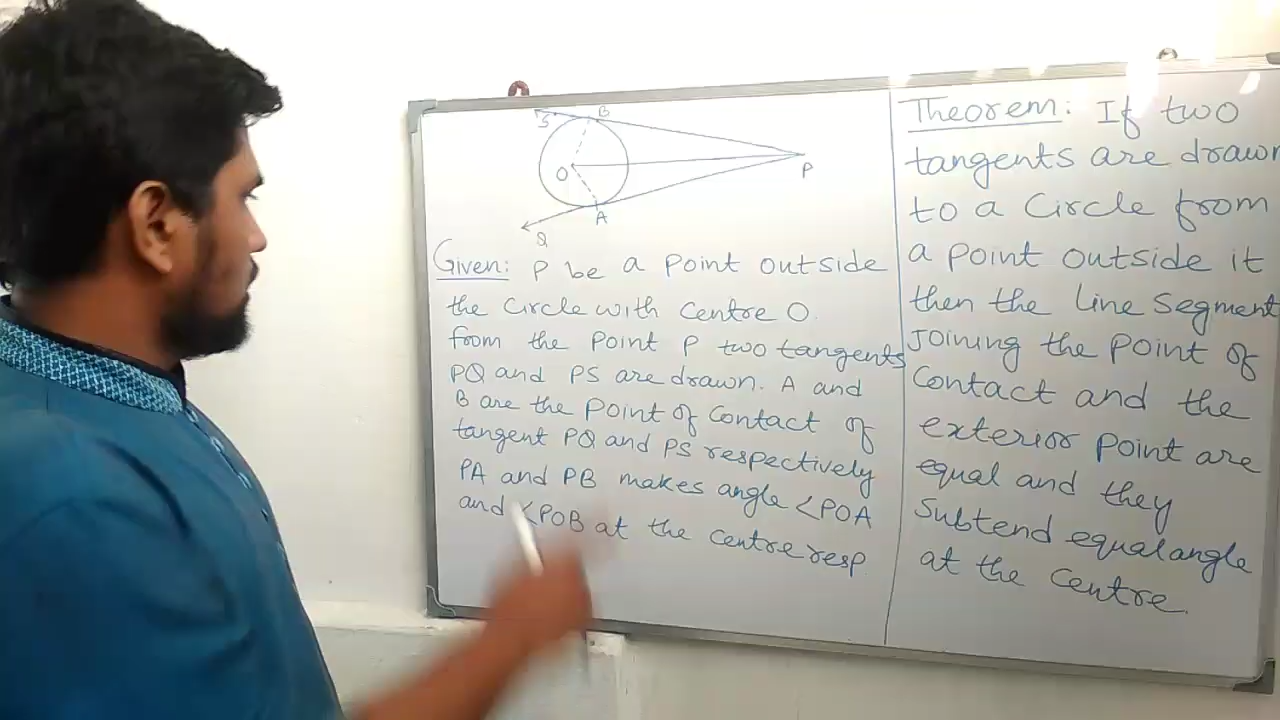 S
B
O
P
A
Q
Given: P be a point outside
the Circle with Centre O.
from the point P two tangents
PQ and PS are drawn. A and
B are the point of Contact of
tangent PQ and PS respectively
PA and PB makes angle <POA
and <POB at the centre resp.
Theorem: If two
tangents are drawn
to a Circle from
a point outside it
then the line segment
Joining the point of
Contact and the
exterior point are
equal and they
Subtend equal angle
at the Centre.